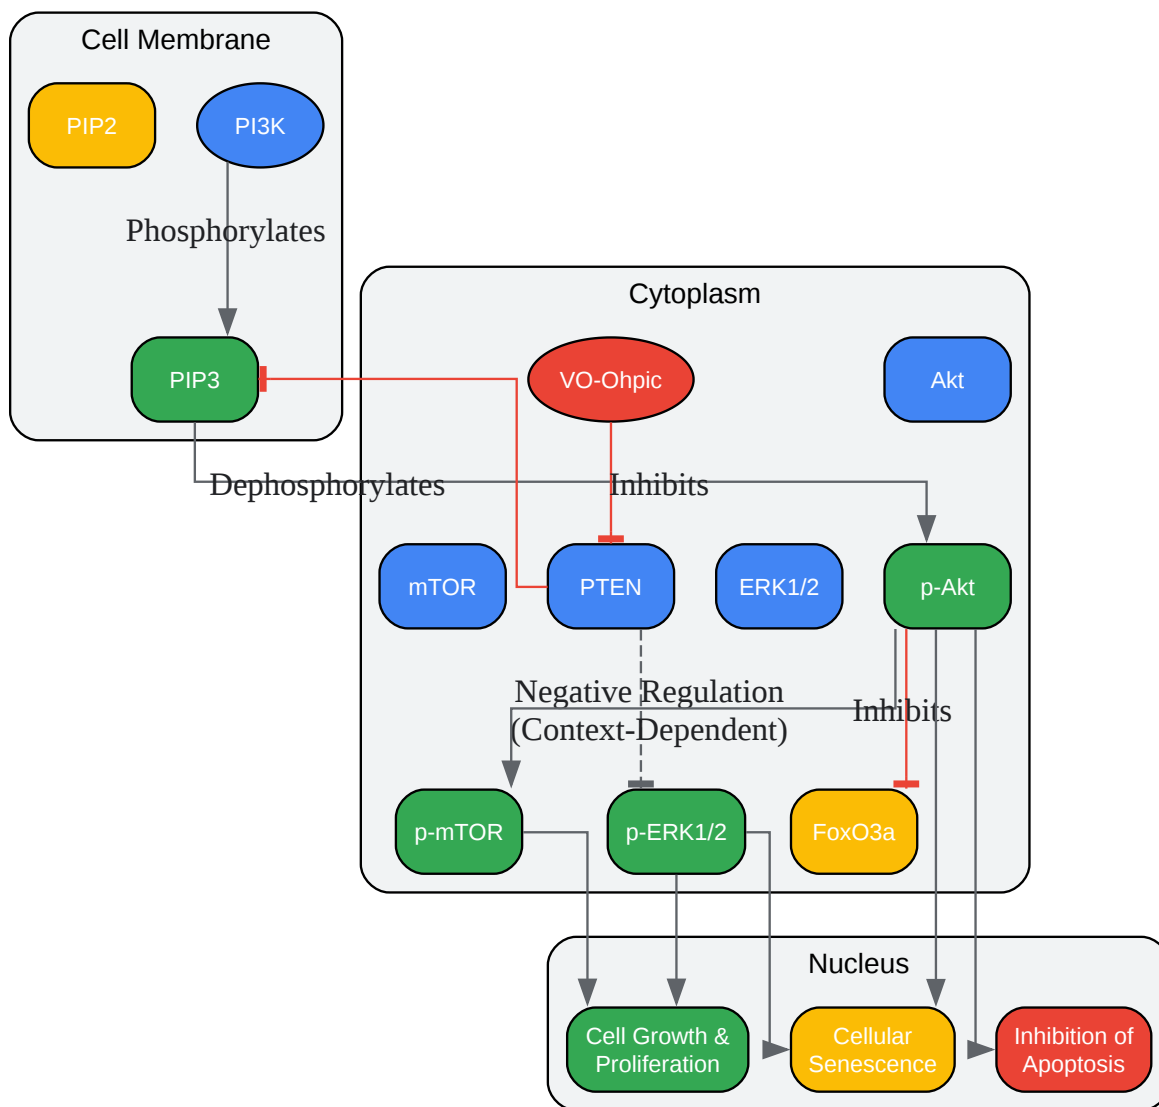 Cell Membrane
PIP2
PI3K
Phosphorylates
Cytoplasm
PIP3
VO-Ohpic
Akt
Dephosphorylates
Inhibits
mTOR
PTEN
ERK1/2
p-Akt
Negative Regulation
(Context-Dependent)
Inhibits
p-mTOR
p-ERK1/2
FoxO3a
Nucleus
Cell Growth &
Proliferation
Cellular
Senescence
Inhibition of
Apoptosis